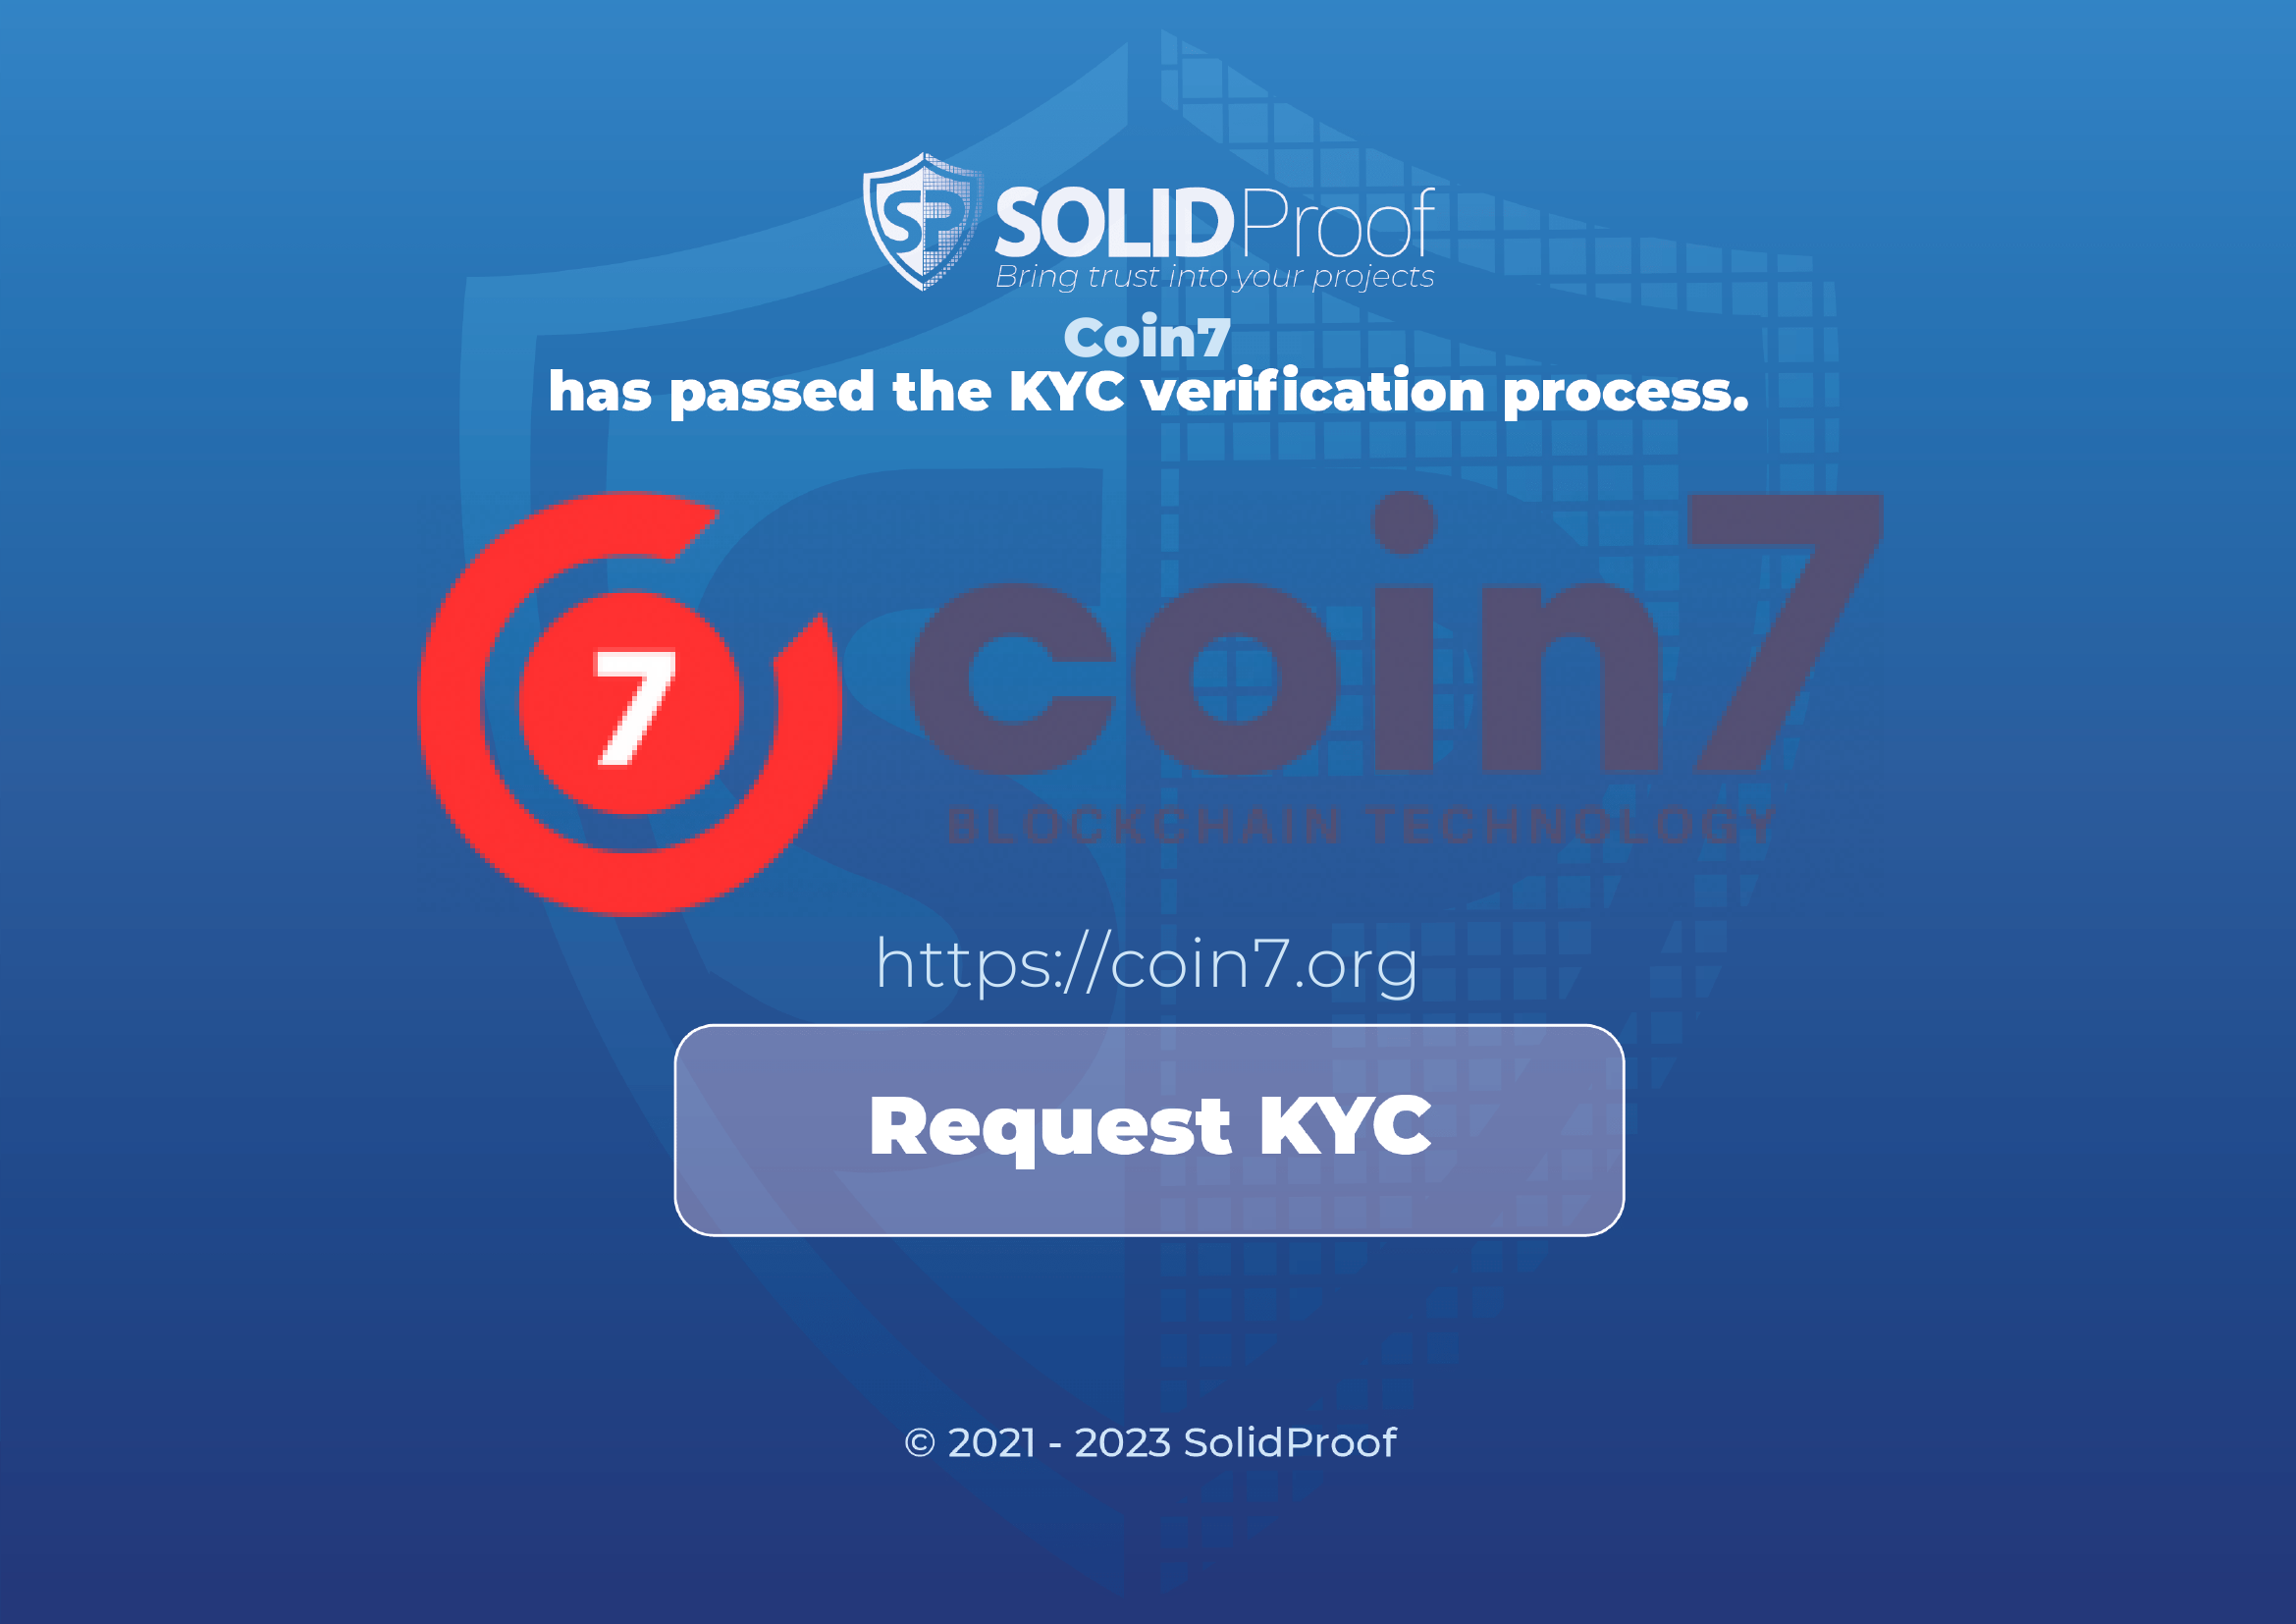 SP SOLIDProof
Bring trust into your projects
Coin7
has passed the KYC verification process.
7 coin7
BLOCKCHAIN TECHNOLOGY
https://coin7.org
Request KYC
© 2021 - 2023 SolidProof